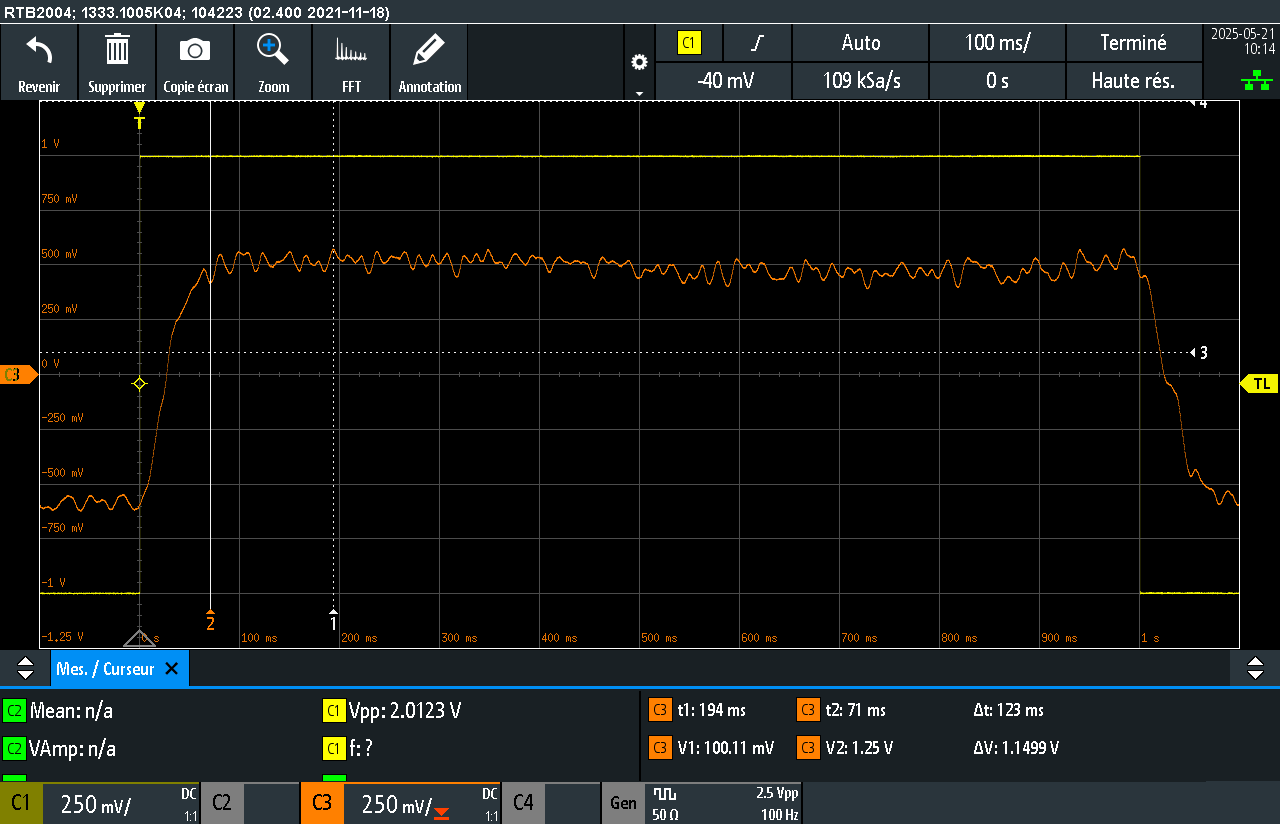 RTB2004; 1333.1005K04; 104223 (02.400 2021-11-18)
Revenir
Supprimer
Copie écran
Zoom
FFT
Annotation
C1
Auto
100 ms/
Terminé
2025-05-21
10:14
-40 mV
109 kSa/s
0 s
Haute rés.
4
T
1 V
750 mV
500 mV
250 mV
0 V
3
C3
TL
-250 mV
-500 mV
-750 mV
-1 V
2
1
-1.25 V
0 s
100 ms
200 ms
300 ms
400 ms
500 ms
600 ms
700 ms
800 ms
900 ms
1 s
Mes. / Curseur
C2 Mean: n/a
C1 Vpp: 2.0123 V
C3 t1: 194 ms
C3 t2: 71 ms
Δt: 123 ms
C2 VAmp: n/a
C1 f: ?
C3 V1: 100.11 mV
C3 V2: 1.25 V
ΔV: 1.1499 V
C1
250 mV/
DC
1:1
C2
C3
250 mV/
DC
1:1
C4
Gen
2.5 Vpp
50 Ω
100 Hz